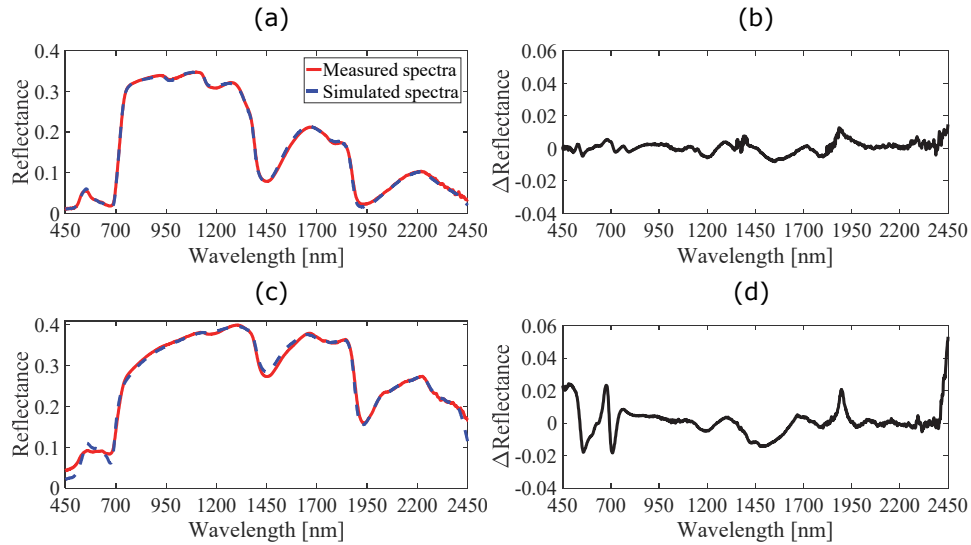 (a)
0.4
0.3
0.2
0.1
0
Reflectance
Measured spectra
Simulated spectra
450 700 950 1200 1450 1700 1950 2200 2450
Wavelength [nm]
(b)
0.06
0.04
0.02
0
-0.02
-0.04
ΔReflectance
450 700 950 1200 1450 1700 1950 2200 2450
Wavelength [nm]
(c)
0.4
0.3
0.2
0.1
0
Reflectance
450 700 950 1200 1450 1700 1950 2200 2450
Wavelength [nm]
(d)
0.06
0.04
0.02
0
-0.02
-0.04
ΔReflectance
450 700 950 1200 1450 1700 1950 2200 2450
Wavelength [nm]